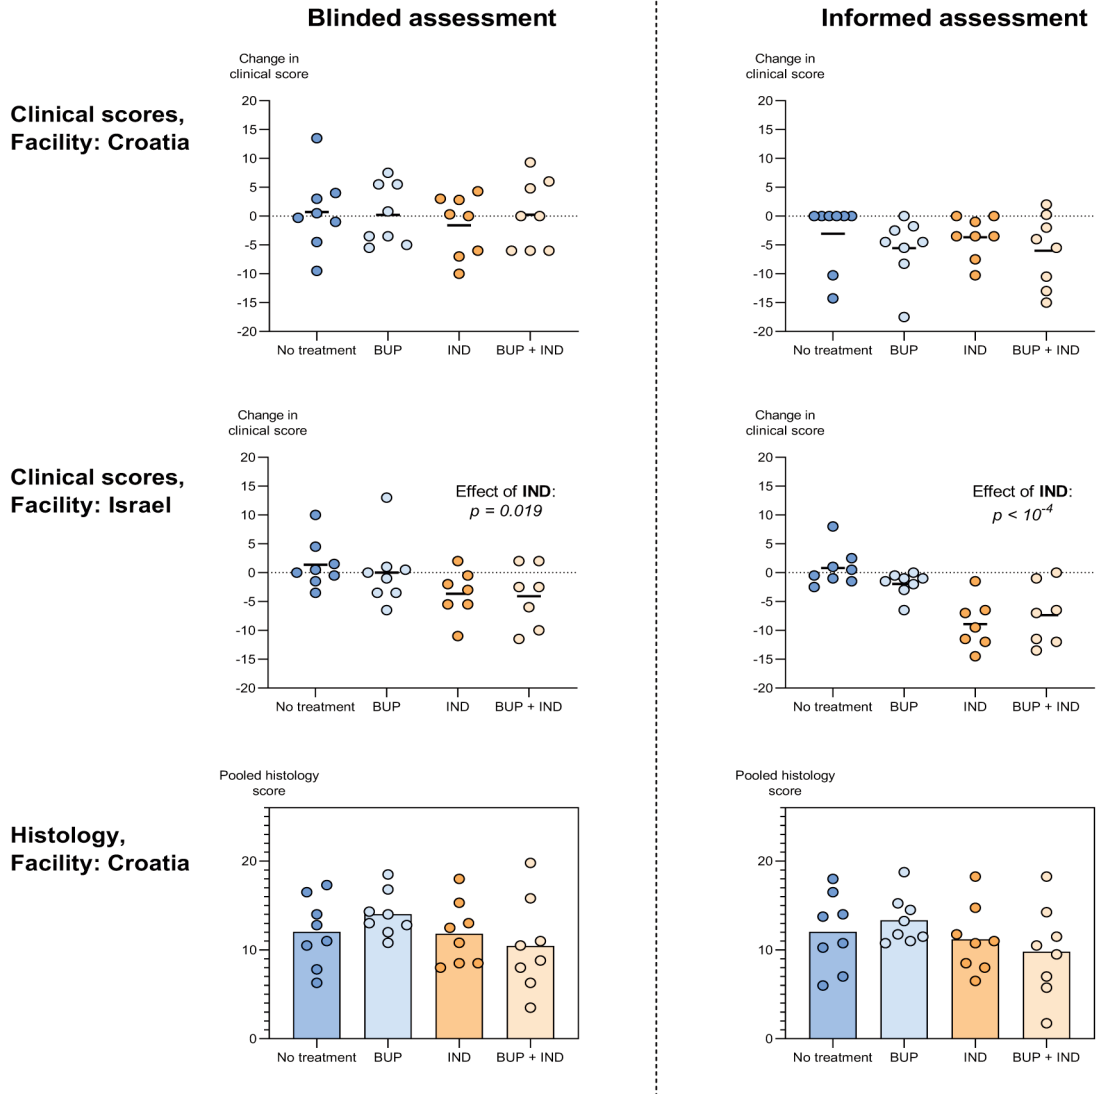 Blinded assessment
Informed assessment
Clinical scores,
Facility: Croatia
Change in
clinical score
20
15
10
5
0
-5
-10
-15
-20
No treatment BUP IND BUP + IND
Change in
clinical score
20
15
10
5
0
-5
-10
-15
-20
No treatment BUP IND BUP + IND
Clinical scores,
Facility: Israel
Change in
clinical score
20
15
10
5
0
-5
-10
-15
-20
Effect of IND:
p = 0.019
No treatment BUP IND BUP + IND
Change in
clinical score
20
15
10
5
0
-5
-10
-15
-20
Effect of IND:
p < 10-4
No treatment BUP IND BUP + IND
Histology,
Facility: Croatia
Pooled histology
score
20
10
0
No treatment BUP IND BUP + IND
Pooled histology
score
20
10
0
No treatment BUP IND BUP + IND